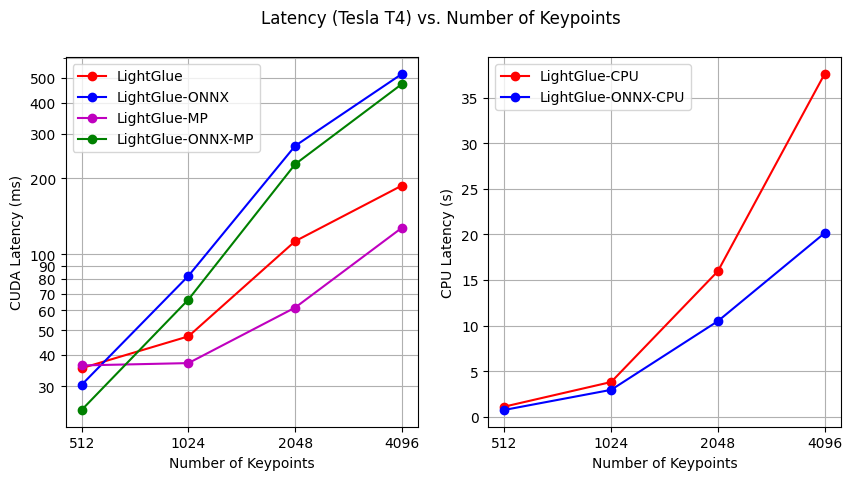 Latency (Tesla T4) vs. Number of Keypoints
LightGlue
LightGlue-ONNX
LightGlue-MP
LightGlue-ONNX-MP
CUDA Latency (ms)
500
400
300
200
100
90
80
70
60
50
40
30
512 1024 2048 4096
Number of Keypoints
LightGlue-CPU
LightGlue-ONNX-CPU
CPU Latency (s)
35
30
25
20
15
10
5
0
512 1024 2048 4096
Number of Keypoints